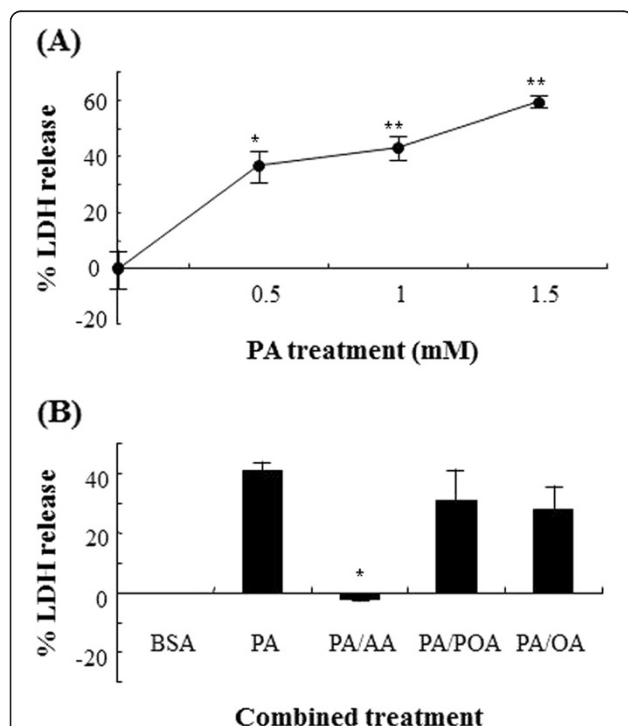 (A)
% LDH release
60
40
20
0
-20
*
**
**
0.5 1 1.5
PA treatment (mM)
(B)
% LDH release
40
20
0
-20
*
BSA PA PA/AA PA/POA PA/OA
Combined treatment